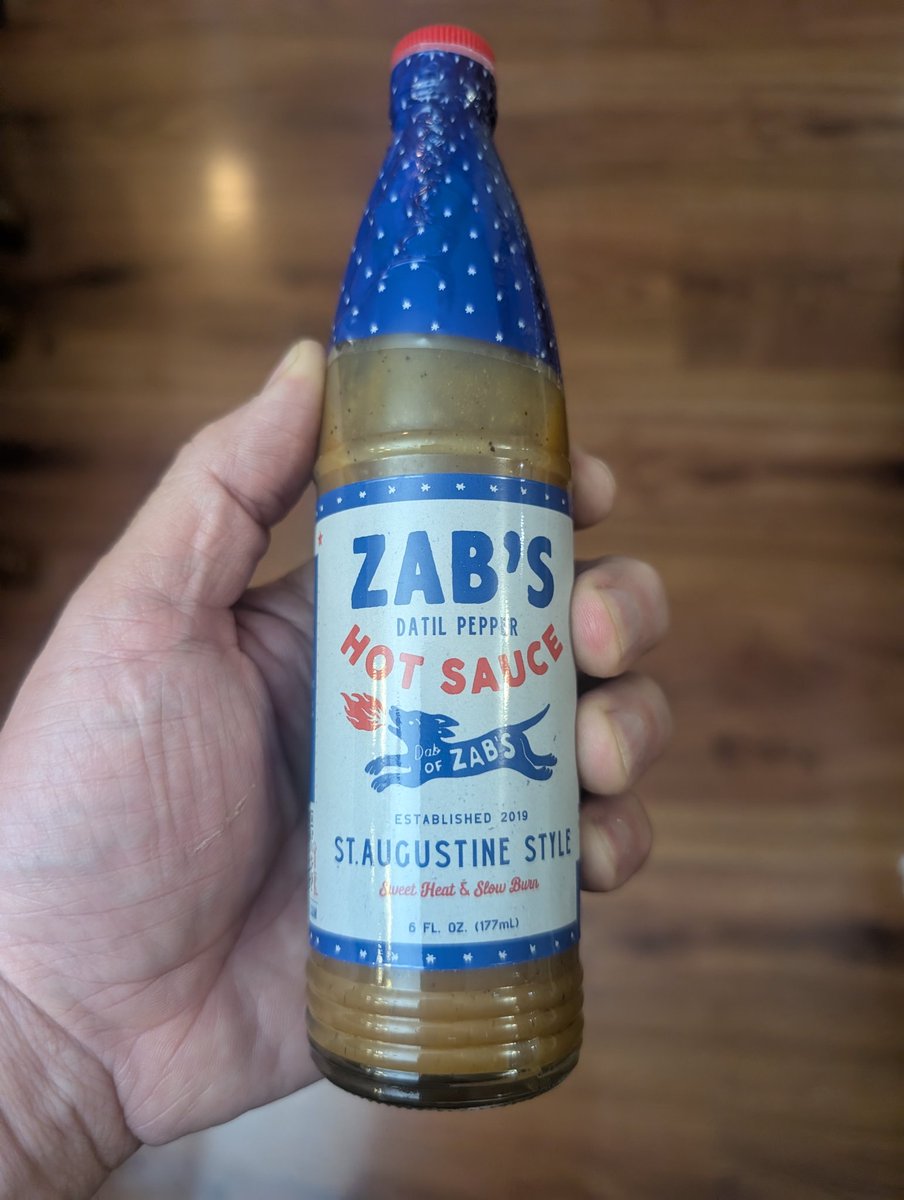 ZAB'S
DATIL PEPPER
HOT SAUCE
Dab
OF ZAB'S
ESTABLISHED 2019
ST. AUGUSTINE STYLE
Sweet Heat & Slow Burn
6 FL. OZ. (177mL)